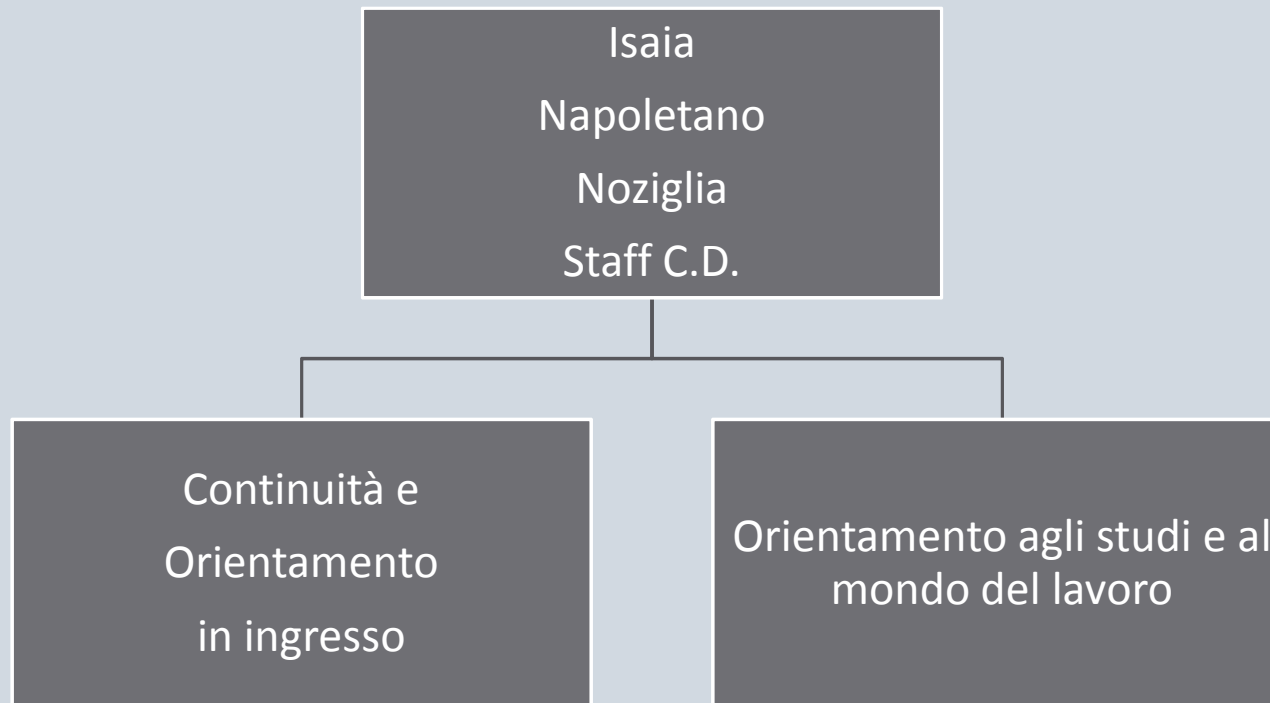 Isaia
Napoletano
Noziglia
Staff C.D.
Continuità e
Orientamento
in ingresso
Orientamento agli studi e al
mondo del lavoro